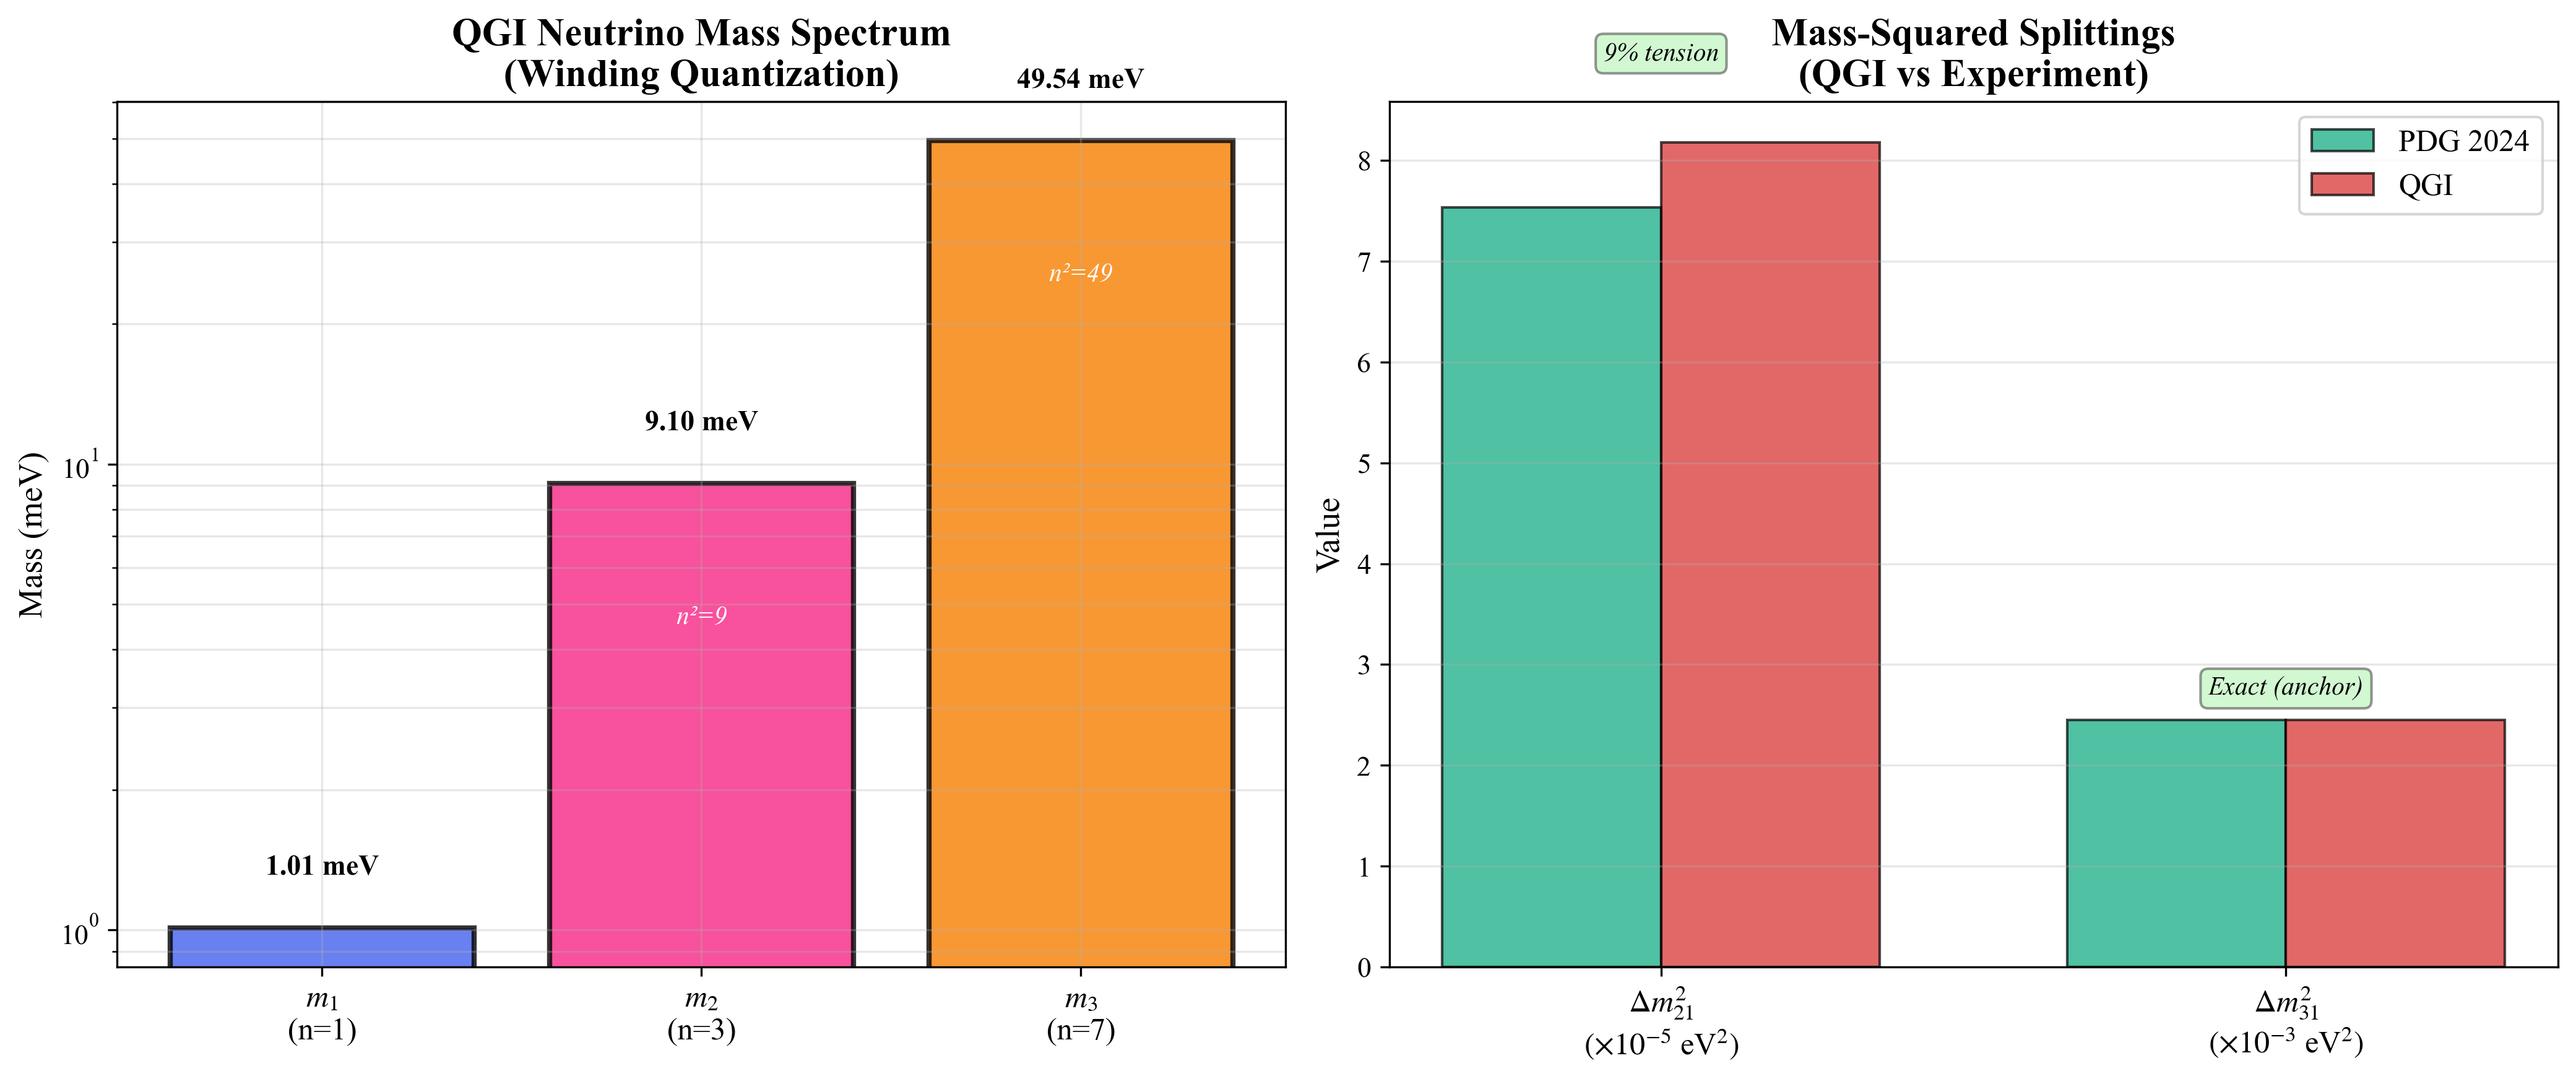 QGI Neutrino Mass Spectrum
(Winding Quantization)
49.54 meV
n²=49
9.10 meV
n²=9
1.01 meV
Mass (meV)
10¹
10⁰
m₁
(n=1)
m₂
(n=3)
m₃
(n=7)
9% tension
Mass-Squared Splittings
(QGI vs Experiment)
PDG 2024
QGI
Exact (anchor)
Value
8
7
6
5
4
3
2
1
0
Δm²₂₁
(×10⁻⁵ eV²)
Δm²₃₁
(×10⁻³ eV²)